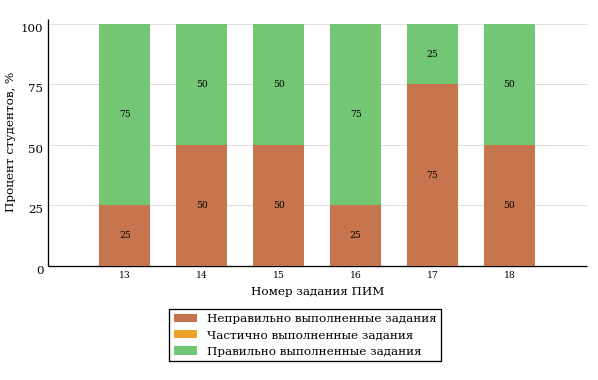 100
75
50
25
0
Процент студентов, %
75 50 50 75 25 50
25 50 50 25 75 50
13 14 15 16 17 18
Номер задания ПИМ
Неправильно выполненные задания
Частично выполненные задания
Правильно выполненные задания